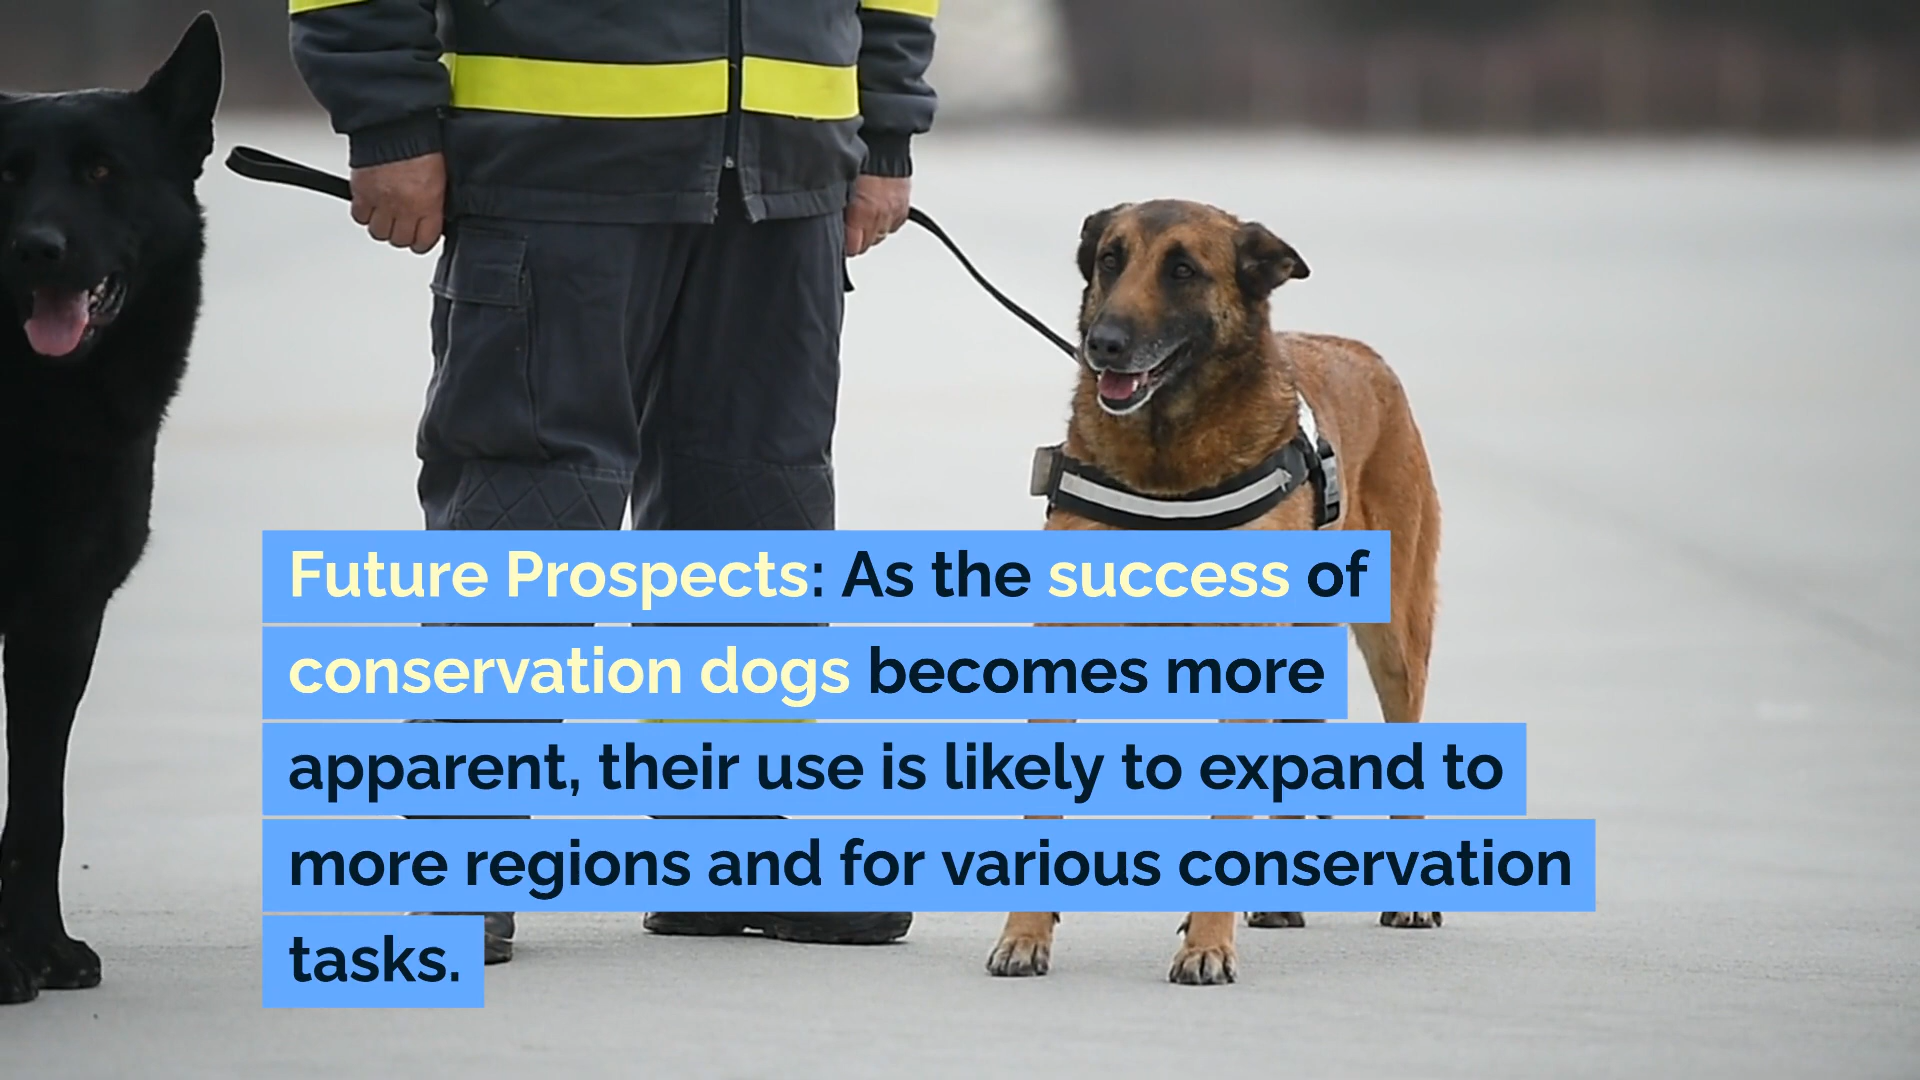 Future Prospects: As the success of
conservation dogs becomes more
apparent, their use is likely to expand to
more regions and for various conservation
tasks.